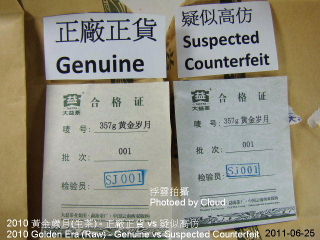 正廠正貨
Genuine
疑似高仿
Suspected
Counterfeit
益
大益茶
合格证
唛号: 357g 黄金岁月
批次: 001
检验员: SJ001
益
大益茶
合格证
唛号: 357g 黄金岁月
批次: 001
检验员: SJ001
浮雲拍攝
Photoed by Cloud
2010 黃金歲月(生茶) - 正廠正貨 vs 疑似高仿
2010 Golden Era (Raw) - Genuine vs Suspected Counterfeit 2011-06-25